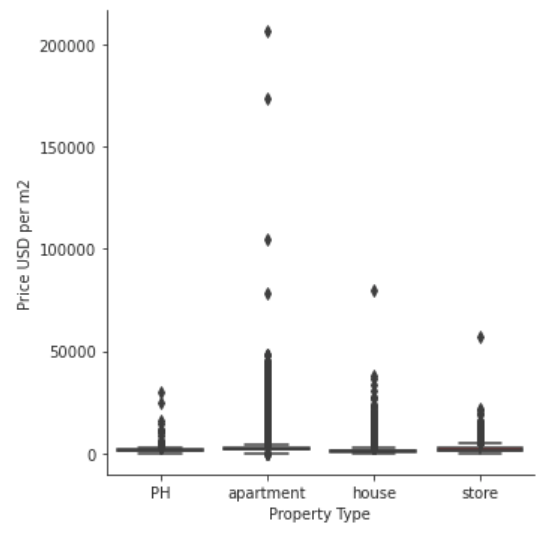 200000
150000
100000
50000
0
Price USD per m2
PH apartment house store
Property Type